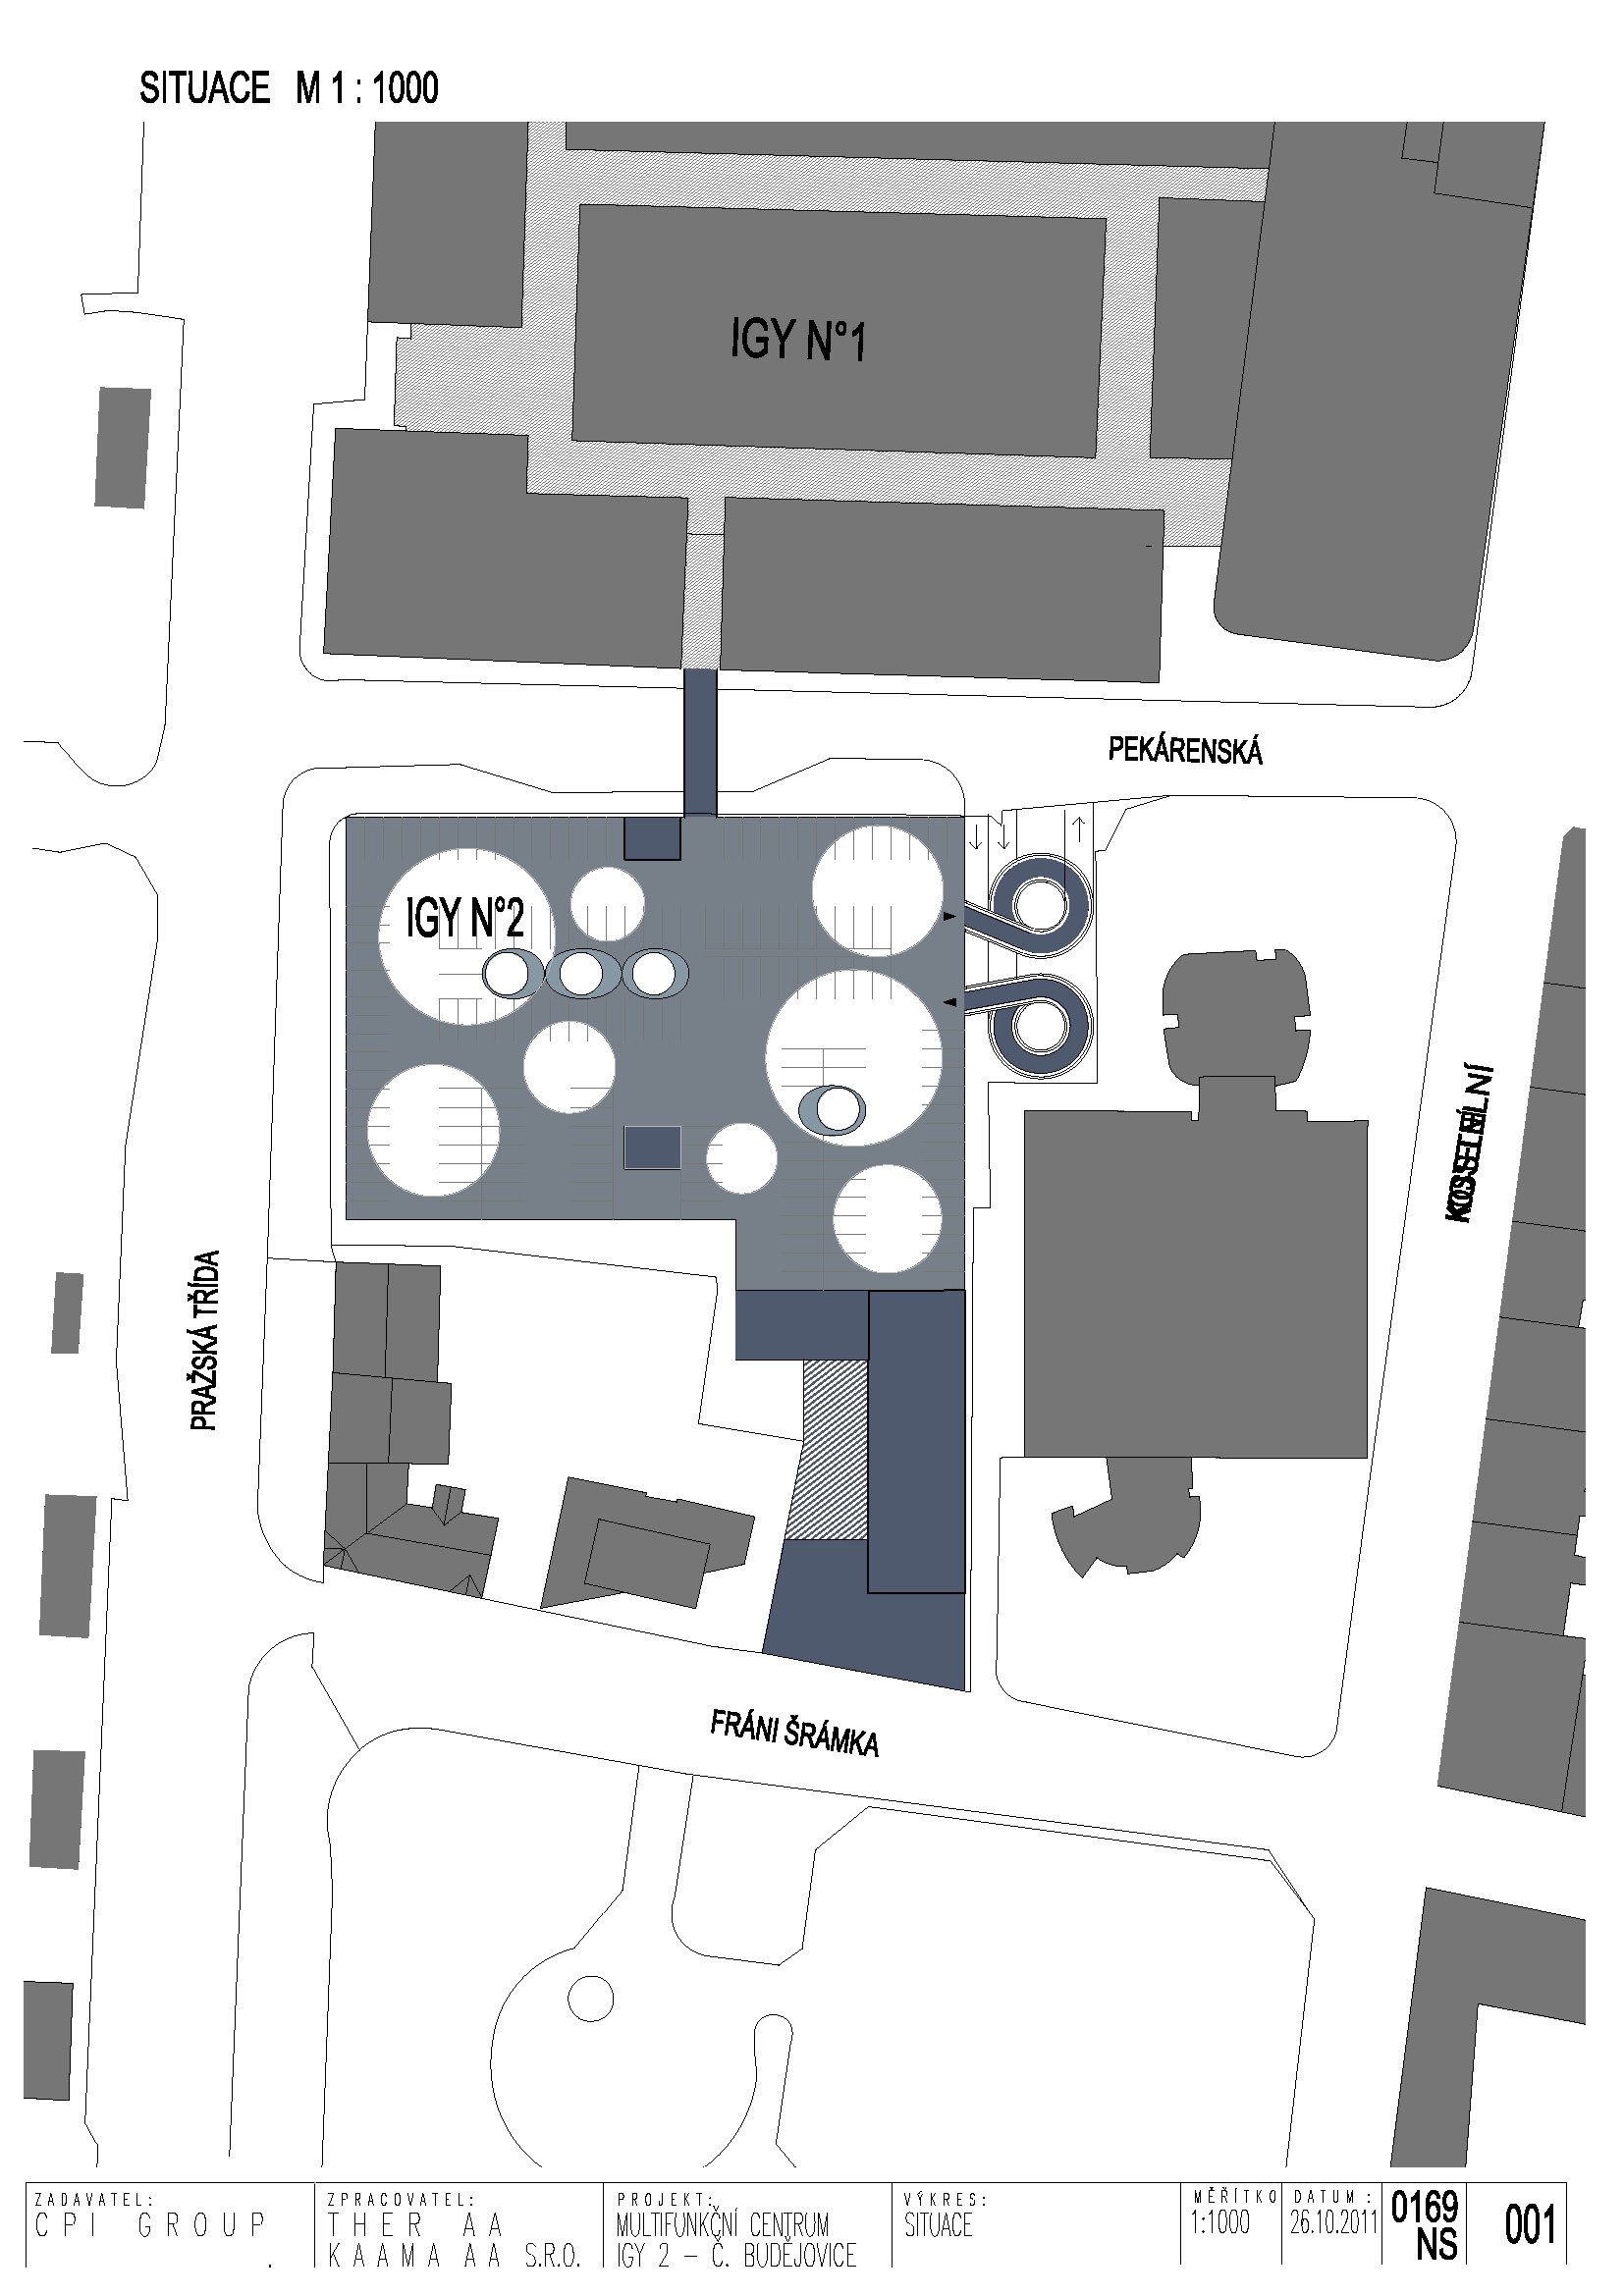 SITUACE M 1 : 1000
IGY N°1
PEKÁRENSKÁ
IGY N°2
PRAŽSKÁ TŘÍDA
FRÁNI ŠRÁMKA
ZADAVATEL:
CPI GROUP
.
ZPRACOVATEL:
THER AA
KAAMA AA S.R.O.
PROJEKT:
MULTIFUNKČNÍ CENTRUM
IGY 2 – Č. BUDĚJOVICE
VÝKRES:
SITUACE
MĚŘÍTKO
1:1000
DATUM :
26.10.2011
0169
NS
001